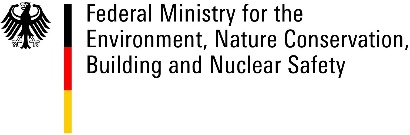 Federal Ministry for the
Environment, Nature Conservation,
Building and Nuclear Safety